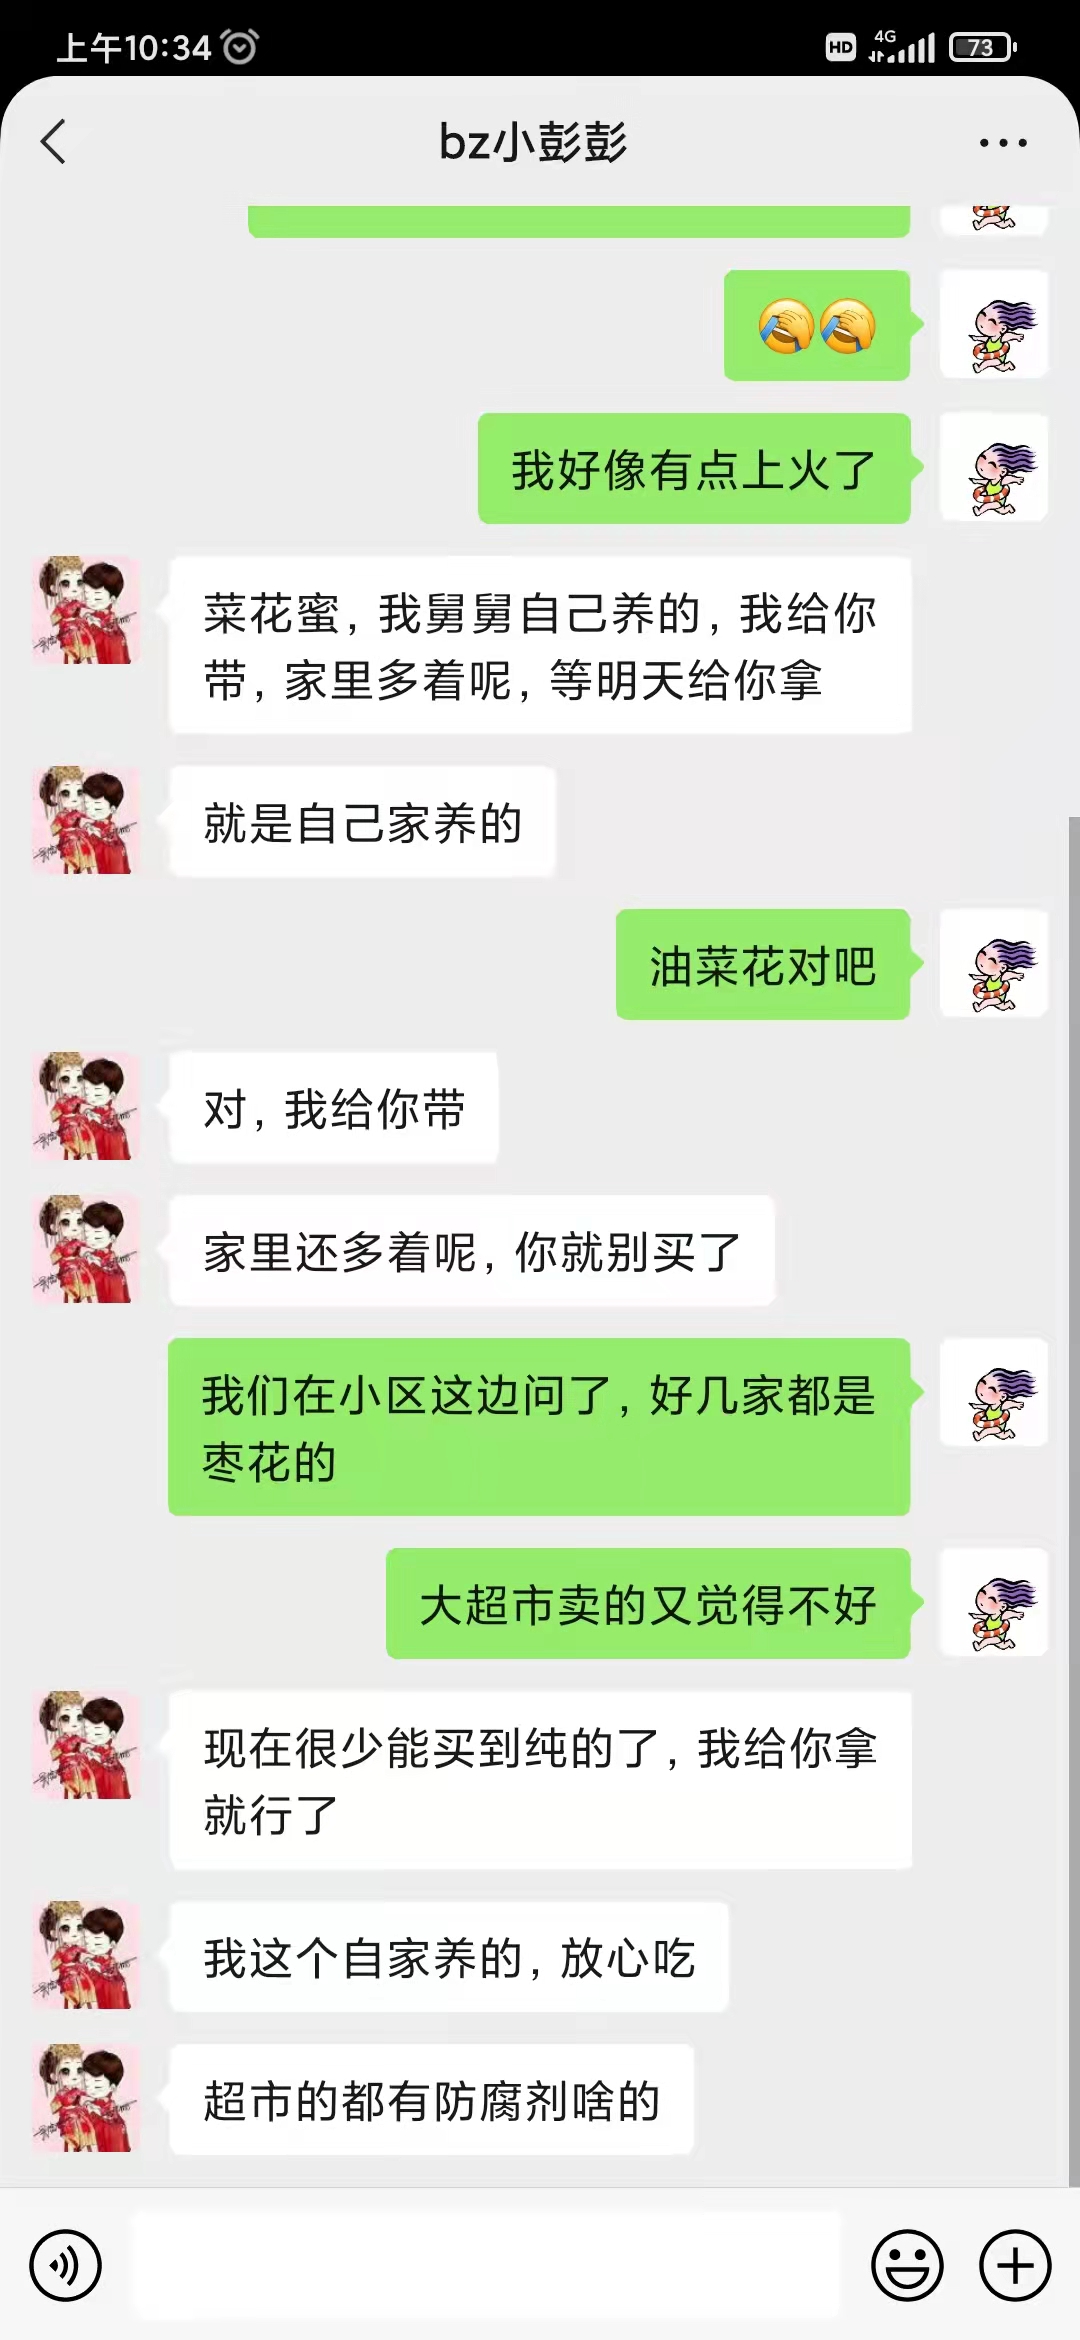 上午10:34
HD 4G 73
bz小彭彭
我好像有点上火了
菜花蜜，我舅舅自己养的，我给你
带，家里多着呢，等明天给你拿
就是自己家养的
油菜花对吧
对，我给你带
家里还多着呢，你就别买了
我们在小区这边问了，好几家都是
枣花的
大超市卖的又觉得不好
现在很少能买到纯的了，我给你拿
就行了
我这个自家养的，放心吃
超市的都有防腐剂啥的